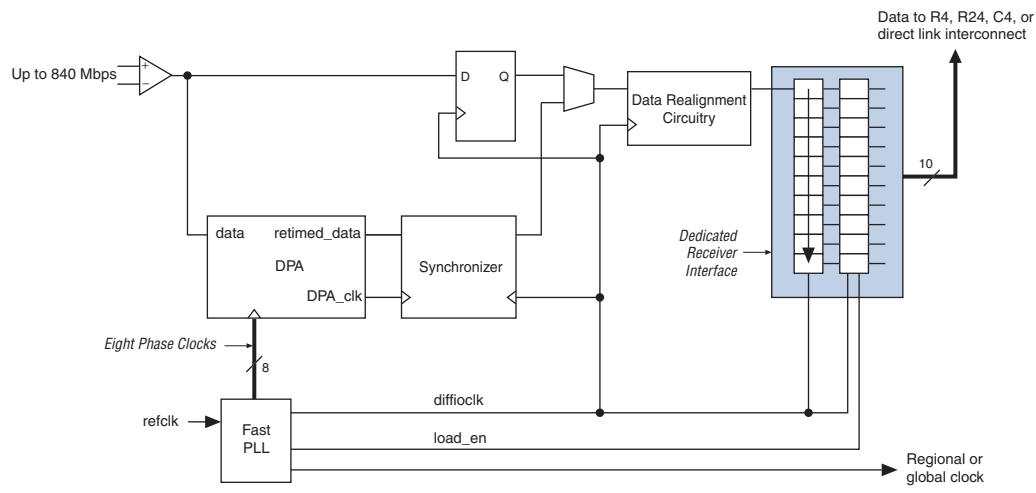 Data to R4, R24, C4, or
direct link interconnect
Up to 840 Mbps
+
–
D Q
Data Realignment
Circuitry
10
data retimed_data
DPA
DPA_clk
Synchronizer
Dedicated
Receiver
Interface
Eight Phase Clocks
8
refclk
Fast
PLL
diffioclk
load_en
Regional or
global clock